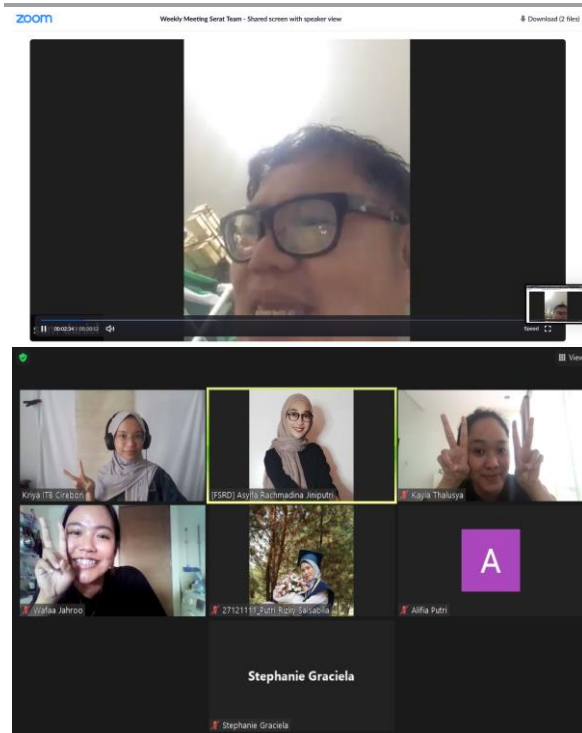 zoom
Weekly Meeting Serat Team - Shared screen with speaker view
Download (2 files)
Speed
View
Kriya ITB Cirebon
[FSRD] Asyifa Rachmadina Jiniputri
Kayla Thalusya
Wafaa Jahroo
27121111_Putri Rizky Salsabila
A
Alifia Putri
Stephanie Graciela
Stephanie Graciela